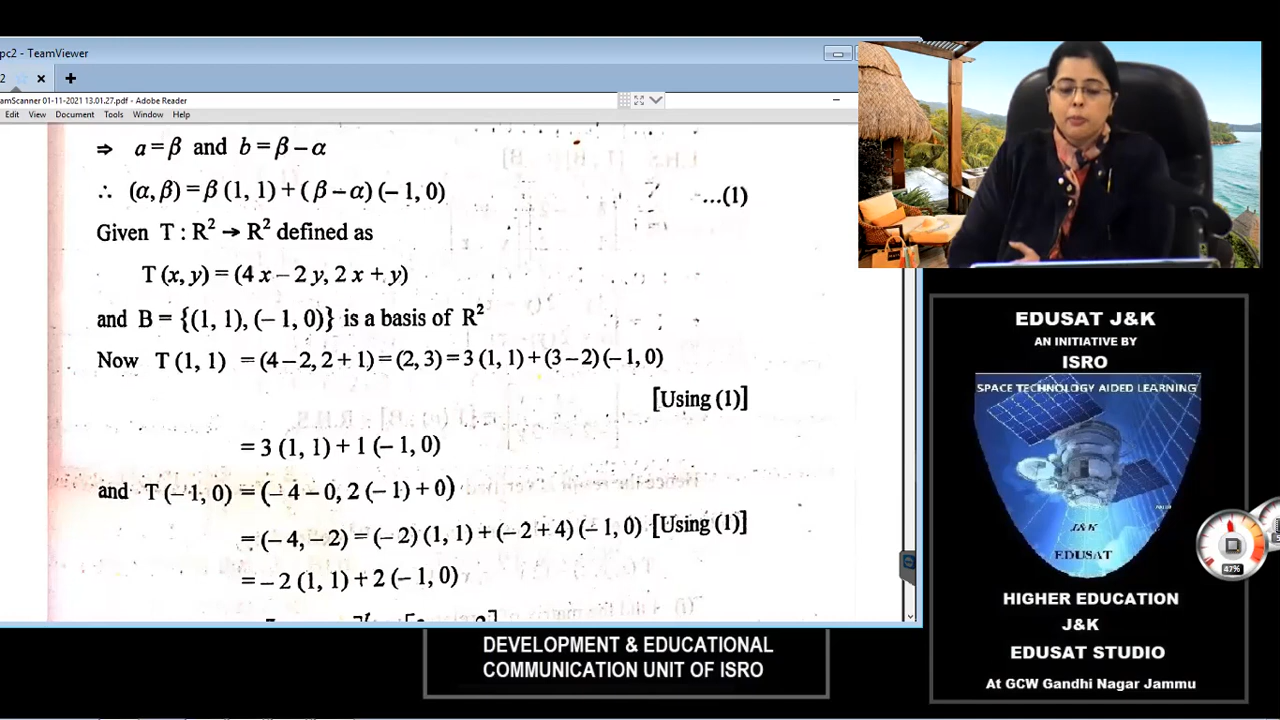 pc2 - TeamViewer
2
amScanner 01-11-2021 13.01.27.pdf - Adobe Reader
Edit View Document Tools Window Help
⇒ a = β and b = β − α
∴ (α, β) = β (1, 1) + (β − α) (− 1, 0) ...(1)
Given T : R² → R² defined as
T (x, y) = (4 x − 2 y, 2 x + y)
and B = {(1, 1), (− 1, 0)} is a basis of R²
Now T (1, 1) = (4 − 2, 2 + 1) = (2, 3) = 3 (1, 1) + (3 − 2) (− 1, 0)
[Using (1)]
= 3 (1, 1) + 1 (− 1, 0)
and T (− 1, 0) = (− 4 − 0, 2 (− 1) + 0)
= (− 4, − 2) = (− 2) (1, 1) + (− 2 + 4) (− 1, 0) [Using (1)]
= − 2 (1, 1) + 2 (− 1, 0)
EDUSAT J&K
AN INITIATIVE BY
ISRO
SPACE TECHNOLOGY AIDED LEARNING
J&K
EDUSAT
47%
HIGHER EDUCATION
J&K
EDUSAT STUDIO
At GCW Gandhi Nagar Jammu
DEVELOPMENT & EDUCATIONAL
COMMUNICATION UNIT OF ISRO